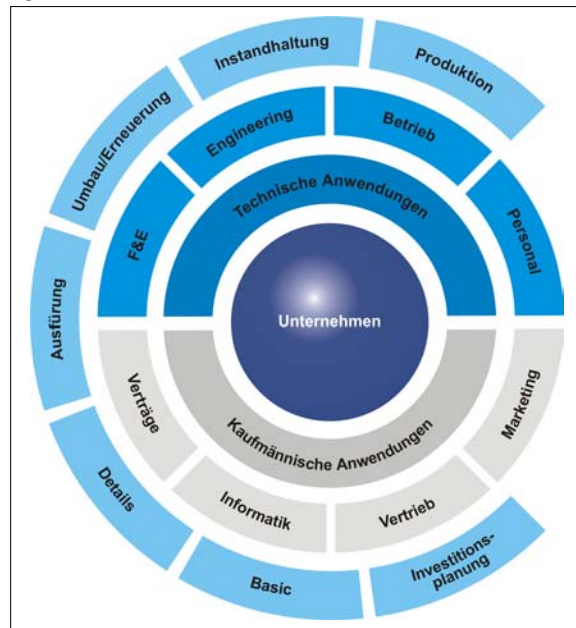 Instandhaltung
Produktion
Umbau/Erneuerung
Engineering
Betrieb
Technische Anwendungen
F&E
Personal
Ausfürung
Unternehmen
Verträge
Marketing
Kaufmännische Anwendungen
Details
Informatik
Vertrieb
Basic
Investitions-
planung